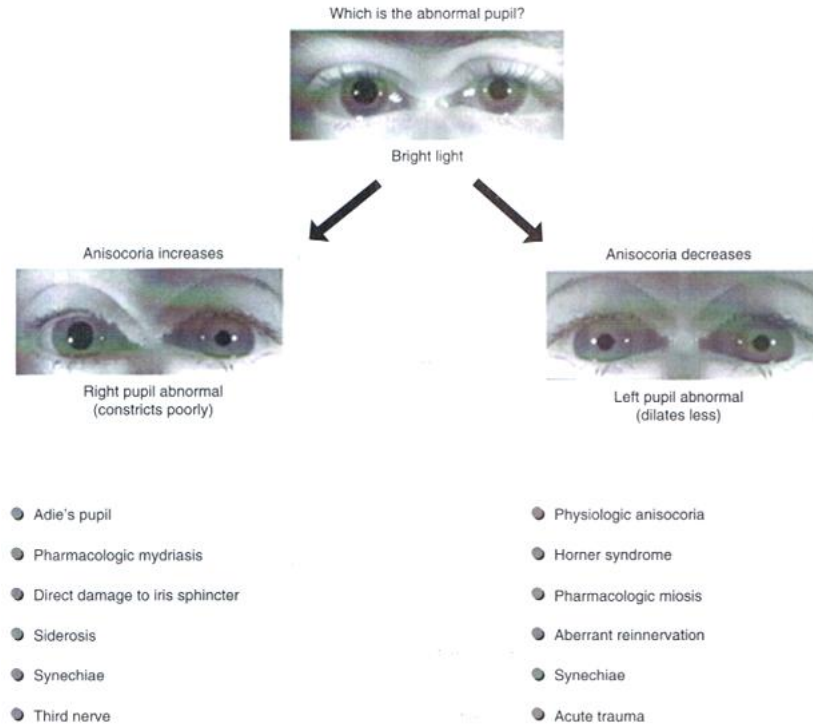 Which is the abnormal pupil?
Bright light
Anisocoria increases
Anisocoria decreases
Right pupil abnormal
(constricts poorly)
Left pupil abnormal
(dilates less)
Adie's pupil
Pharmacologic mydriasis
Direct damage to iris sphincter
Siderosis
Synechiae
Third nerve
Physiologic anisocoria
Horner syndrome
Pharmacologic miosis
Aberrant reinnervation
Synechiae
Acute trauma